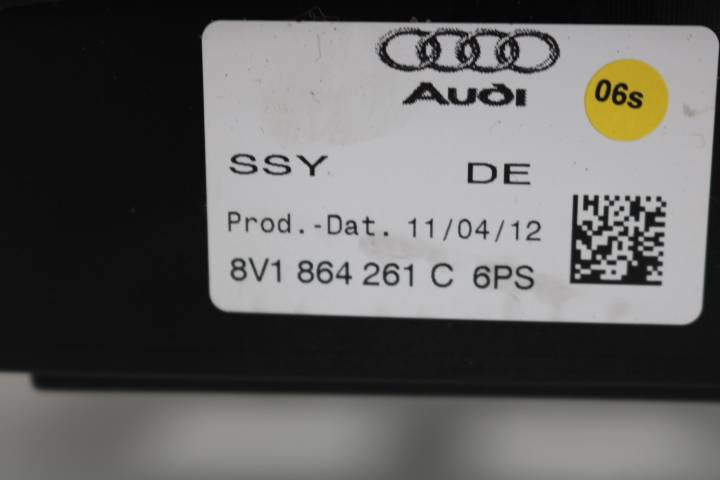 Audi
06s
SSY DE
Prod.-Dat. 11/04/12
8V1 864 261 C 6PS